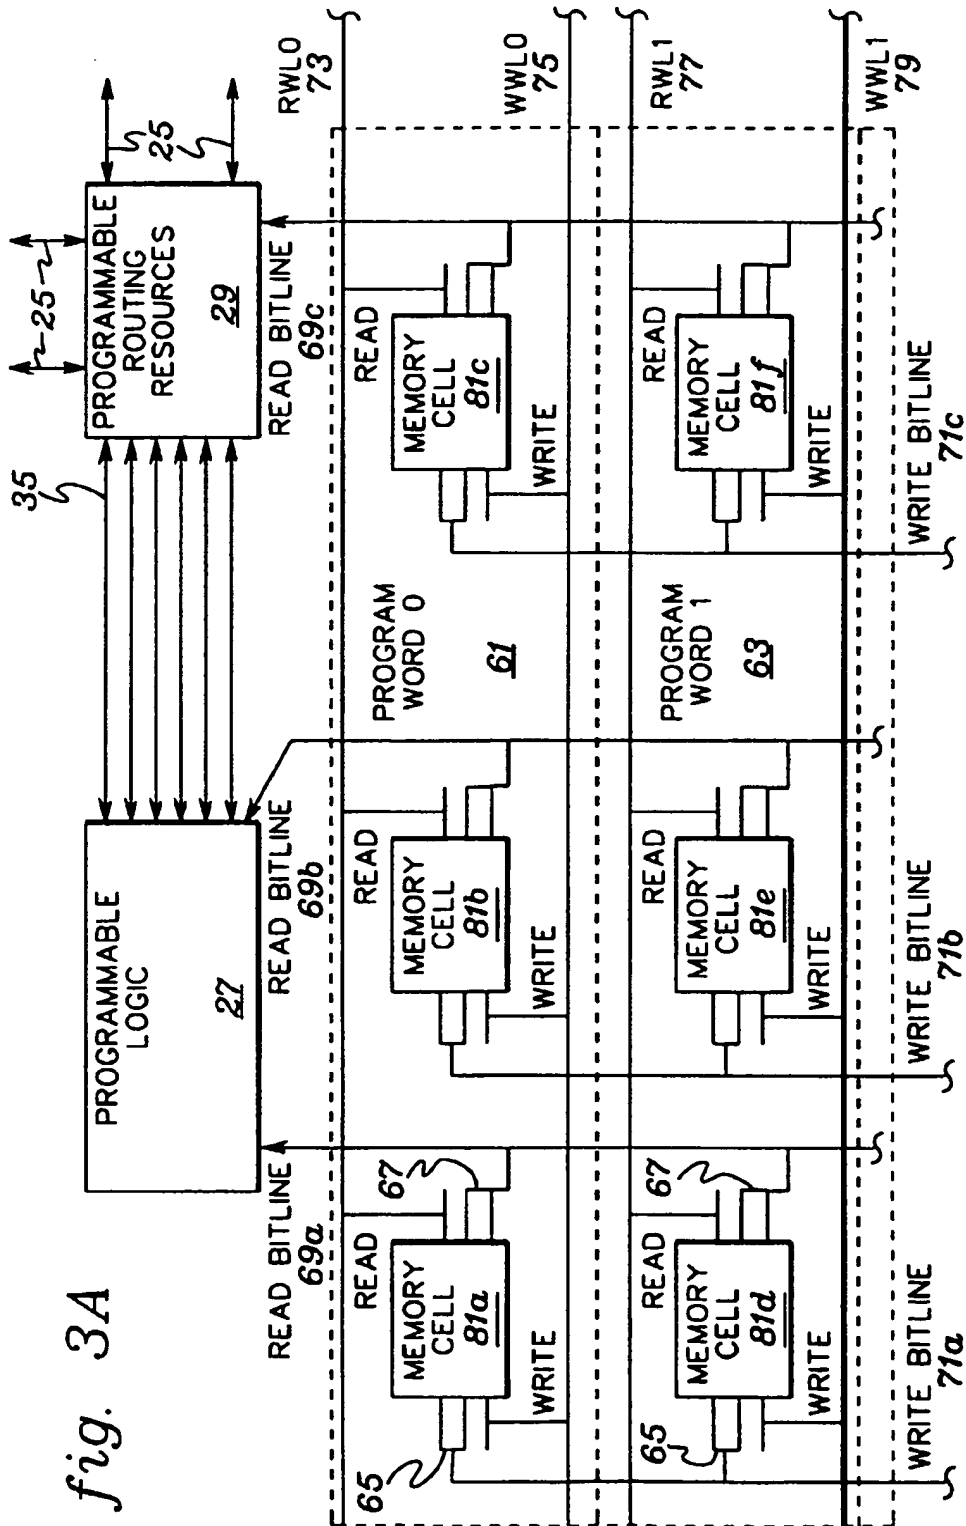 fig. 3A
PROGRAMMABLE
LOGIC
27
35
PROGRAMMABLE
ROUTING
RESOURCES
29
25
25
READ BITLINE
69a
READ BITLINE
69b
READ BITLINE
69c
RWL0
73
READ
67
MEMORY
CELL
81a
65
WRITE
READ
MEMORY
CELL
81b
WRITE
PROGRAM
WORD 0
61
READ
MEMORY
CELL
81c
WRITE
WWL0
75
RWL1
77
READ
67
MEMORY
CELL
81d
65
WRITE
READ
MEMORY
CELL
81e
WRITE
PROGRAM
WORD 1
63
READ
MEMORY
CELL
81f
WRITE
WWL1
79
WRITE BITLINE
71a
WRITE BITLINE
71b
WRITE BITLINE
71c